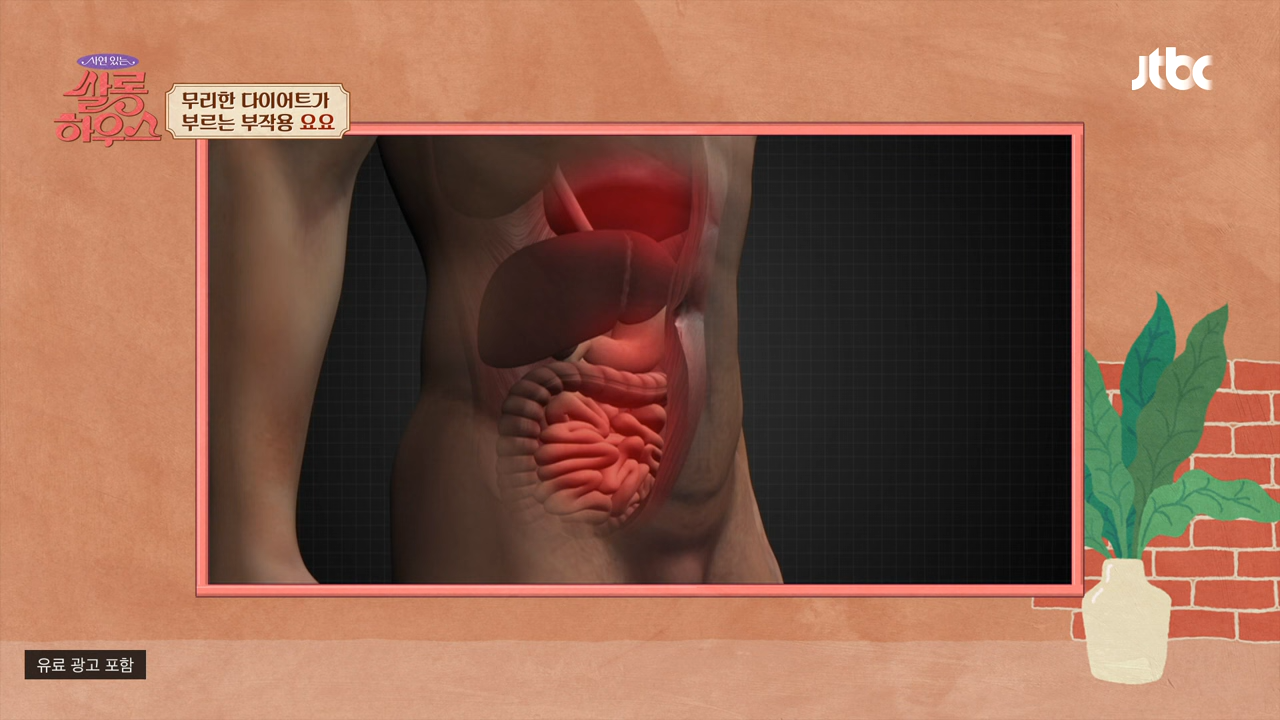 사연 있는
쌀롱
하우스
무리한 다이어트가
부르는 부작용 요요
jtbc
유료 광고 포함